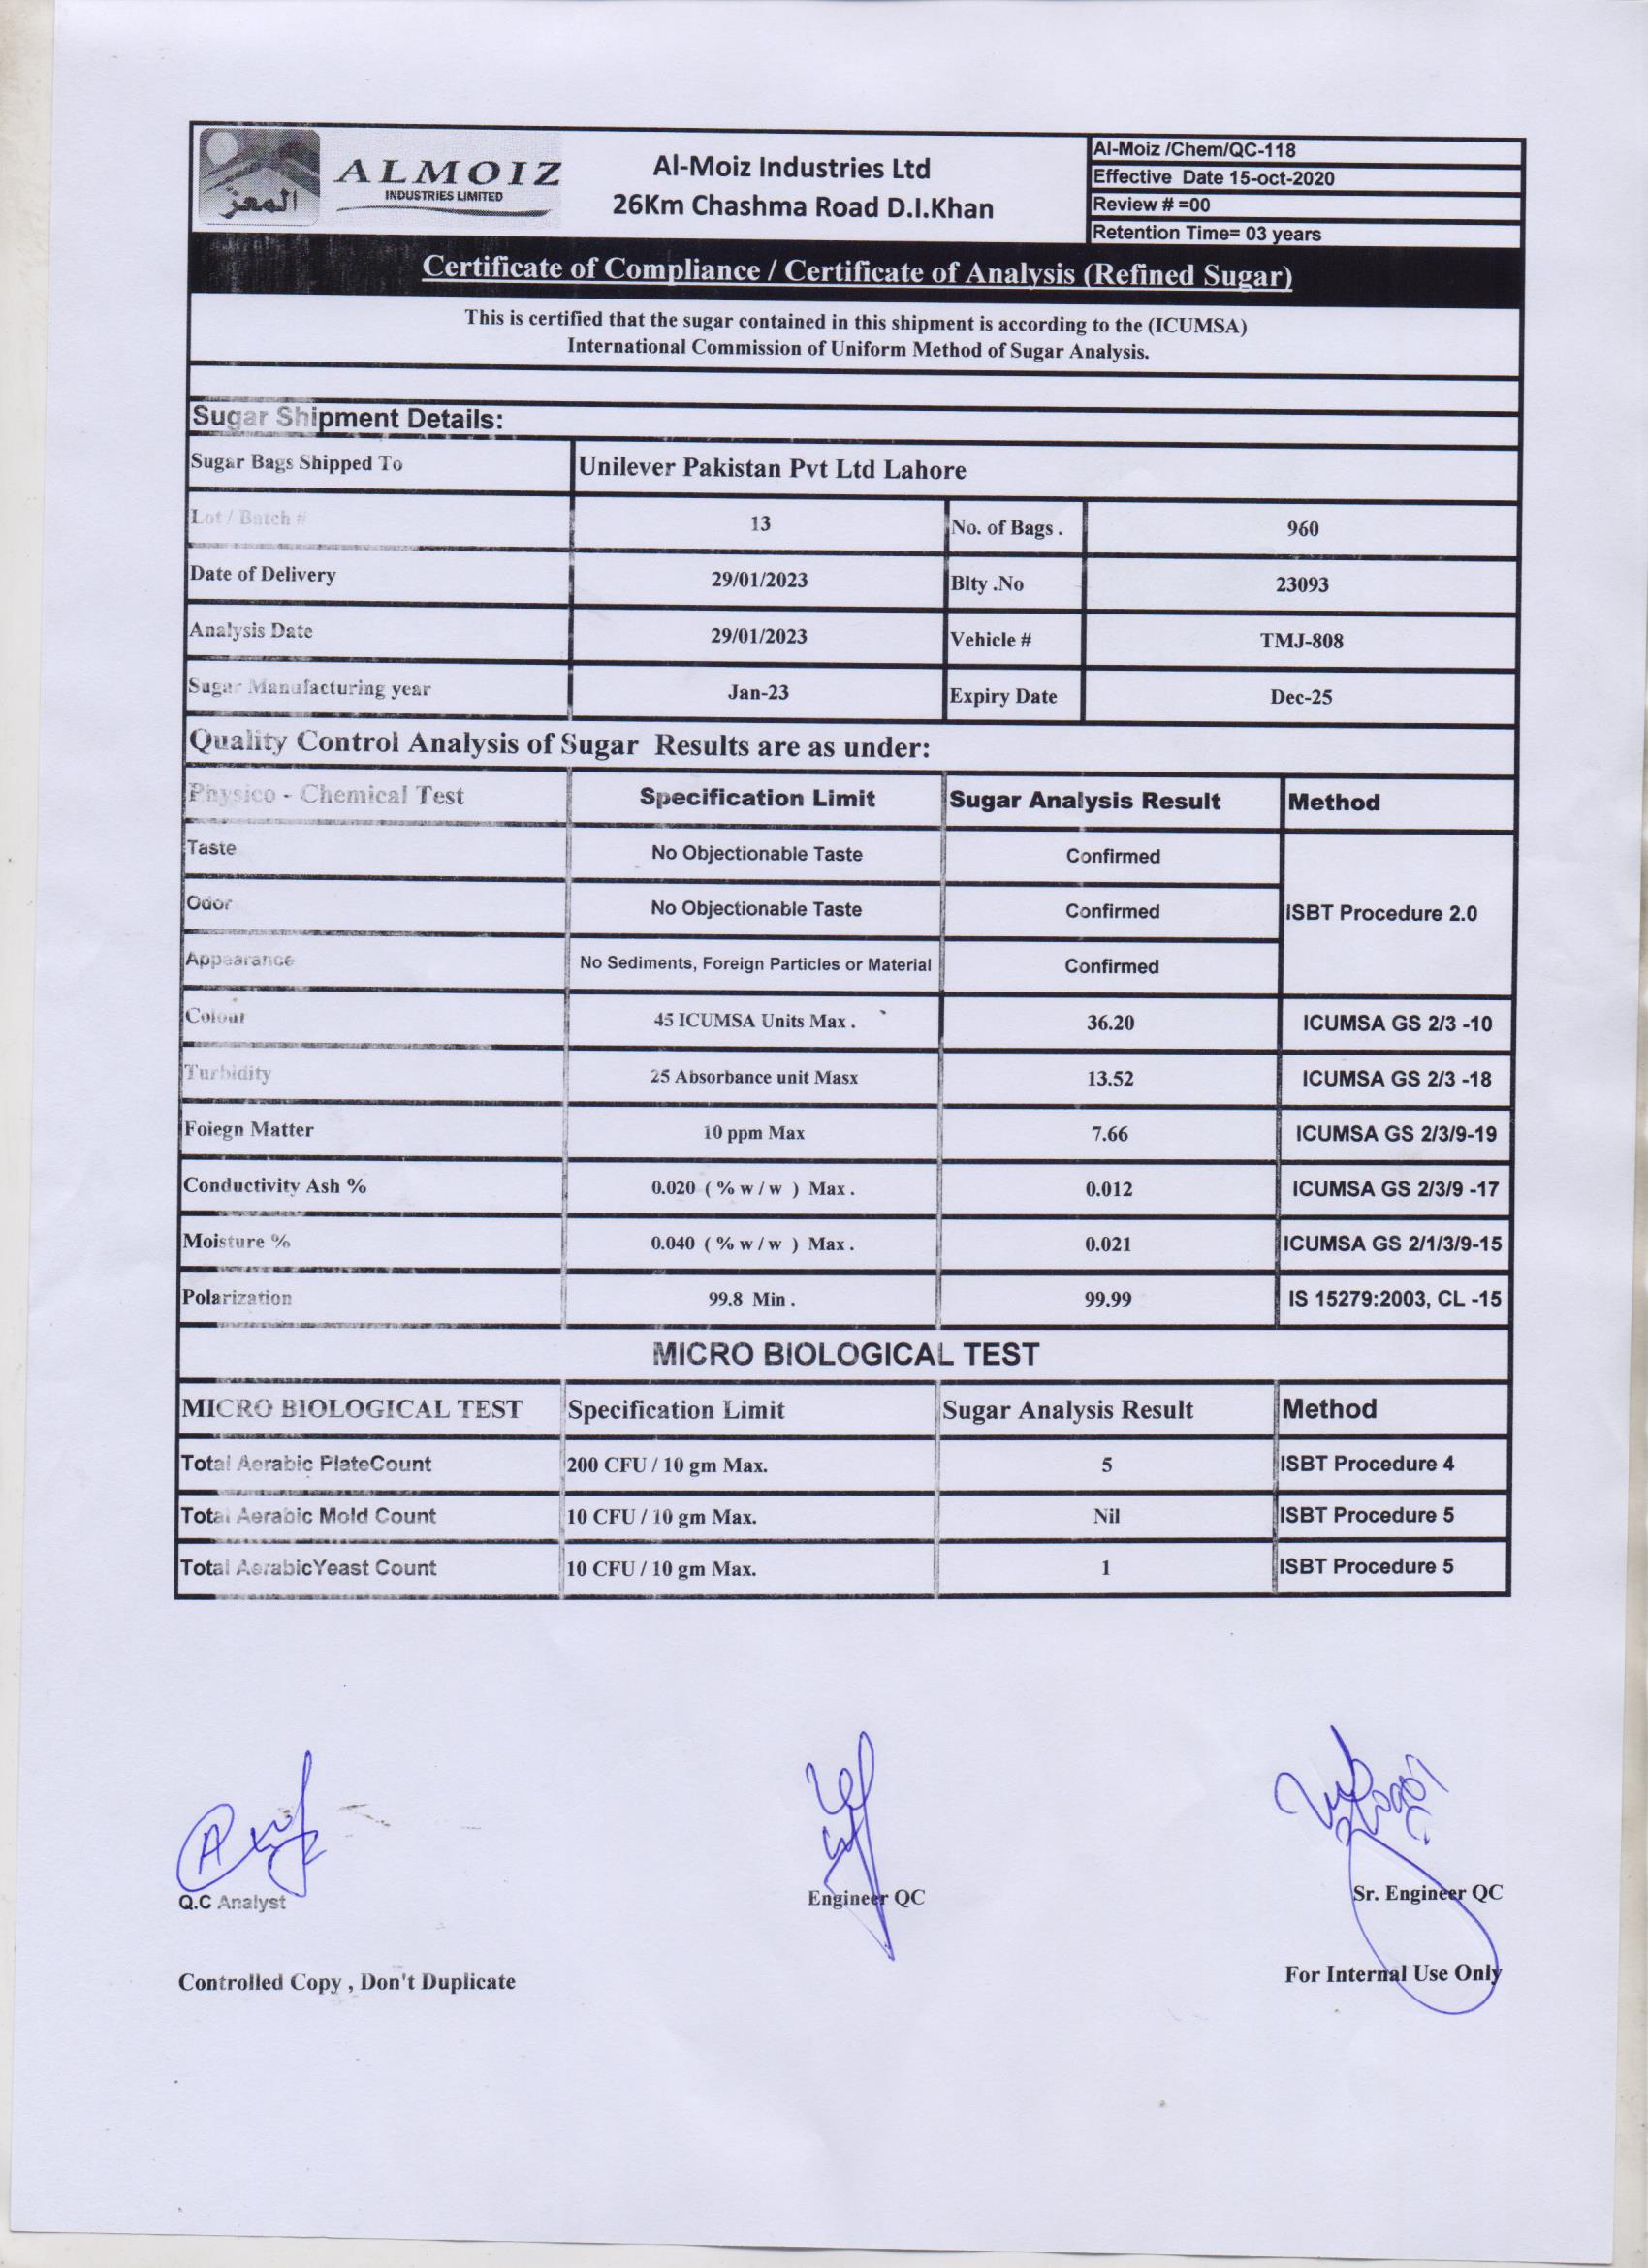 المعز
ALMOIZ
INDUSTRIES LIMITED
Al-Moiz Industries Ltd
26Km Chashma Road D.I.Khan
Al-Moiz /Chem/QC-118
Effective Date 15-oct-2020
Review # =00
Retention Time= 03 years
Certificate of Compliance / Certificate of Analysis (Refined Sugar)
This is certified that the sugar contained in this shipment is according to the (ICUMSA)
International Commission of Uniform Method of Sugar Analysis.
Sugar Shipment Details:
Sugar Bags Shipped To Unilever Pakistan Pvt Ltd Lahore
Lot / Batch # 13 No. of Bags . 960
Date of Delivery 29/01/2023 Blty .No 23093
Analysis Date 29/01/2023 Vehicle # TMJ-808
Sugar Manufacturing year Jan-23 Expiry Date Dec-25
Quality Control Analysis of Sugar Results are as under:
Physico - Chemical Test Specification Limit Sugar Analysis Result Method
Taste No Objectionable Taste Confirmed
Odor No Objectionable Taste Confirmed ISBT Procedure 2.0
Appearance No Sediments, Foreign Particles or Material Confirmed
Colour 45 ICUMSA Units Max . 36.20 ICUMSA GS 2/3 -10
Turbidity 25 Absorbance unit Masx 13.52 ICUMSA GS 2/3 -18
Foiegn Matter 10 ppm Max 7.66 ICUMSA GS 2/3/9-19
Conductivity Ash % 0.020 ( % w / w ) Max . 0.012 ICUMSA GS 2/3/9 -17
Moisture % 0.040 ( % w / w ) Max . 0.021 ICUMSA GS 2/1/3/9-15
Polarization 99.8 Min . 99.99 IS 15279:2003, CL -15
MICRO BIOLOGICAL TEST
MICRO BIOLOGICAL TEST Specification Limit Sugar Analysis Result Method
Total Aerabic PlateCount 200 CFU / 10 gm Max. 5 ISBT Procedure 4
Total Aerabic Mold Count 10 CFU / 10 gm Max. Nil ISBT Procedure 5
Total AerabicYeast Count 10 CFU / 10 gm Max. 1 ISBT Procedure 5
Q.C Analyst Engineer QC Sr. Engineer QC
Controlled Copy , Don't Duplicate For Internal Use Only